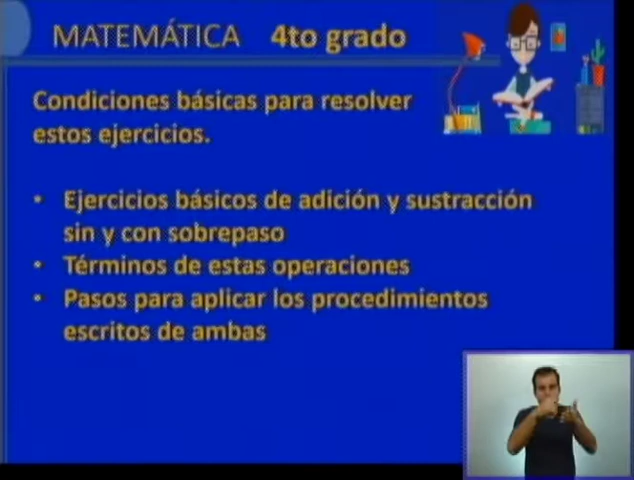 MATEMÁTICA 4to grado
Condiciones básicas para resolver
estos ejercicios.
• Ejercicios básicos de adición y sustracción
sin y con sobrepaso
• Términos de estas operaciones
• Pasos para aplicar los procedimientos
escritos de ambas